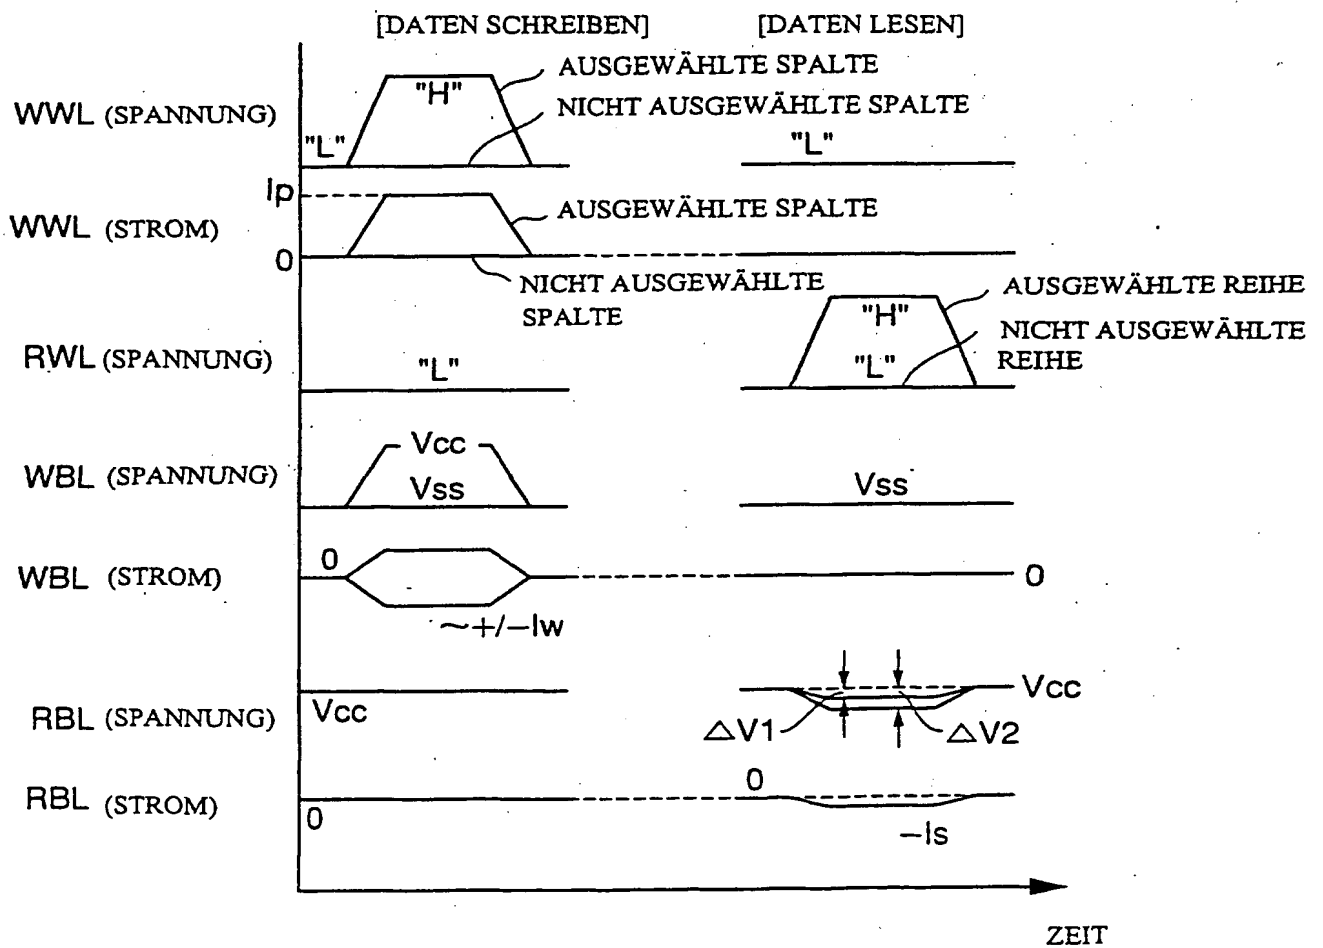 [DATEN SCHREIBEN] [DATEN LESEN]
AUSGEWÄHLTE SPALTE
"H"
NICHT AUSGEWÄHLTE SPALTE
WWL (SPANNUNG)
"L"
"L"
Ip
AUSGEWÄHLTE SPALTE
WWL (STROM)
0
NICHT AUSGEWÄHLTE
SPALTE
AUSGEWÄHLTE REIHE
"H"
NICHT AUSGEWÄHLTE
REIHE
RWL (SPANNUNG)
"L"
"L"
Vcc
WBL (SPANNUNG)
Vss
Vss
0
WBL (STROM)
0
~+/−Iw
Vcc
RBL (SPANNUNG)
Vcc
△V1
△V2
0
RBL (STROM)
0
−Is
ZEIT